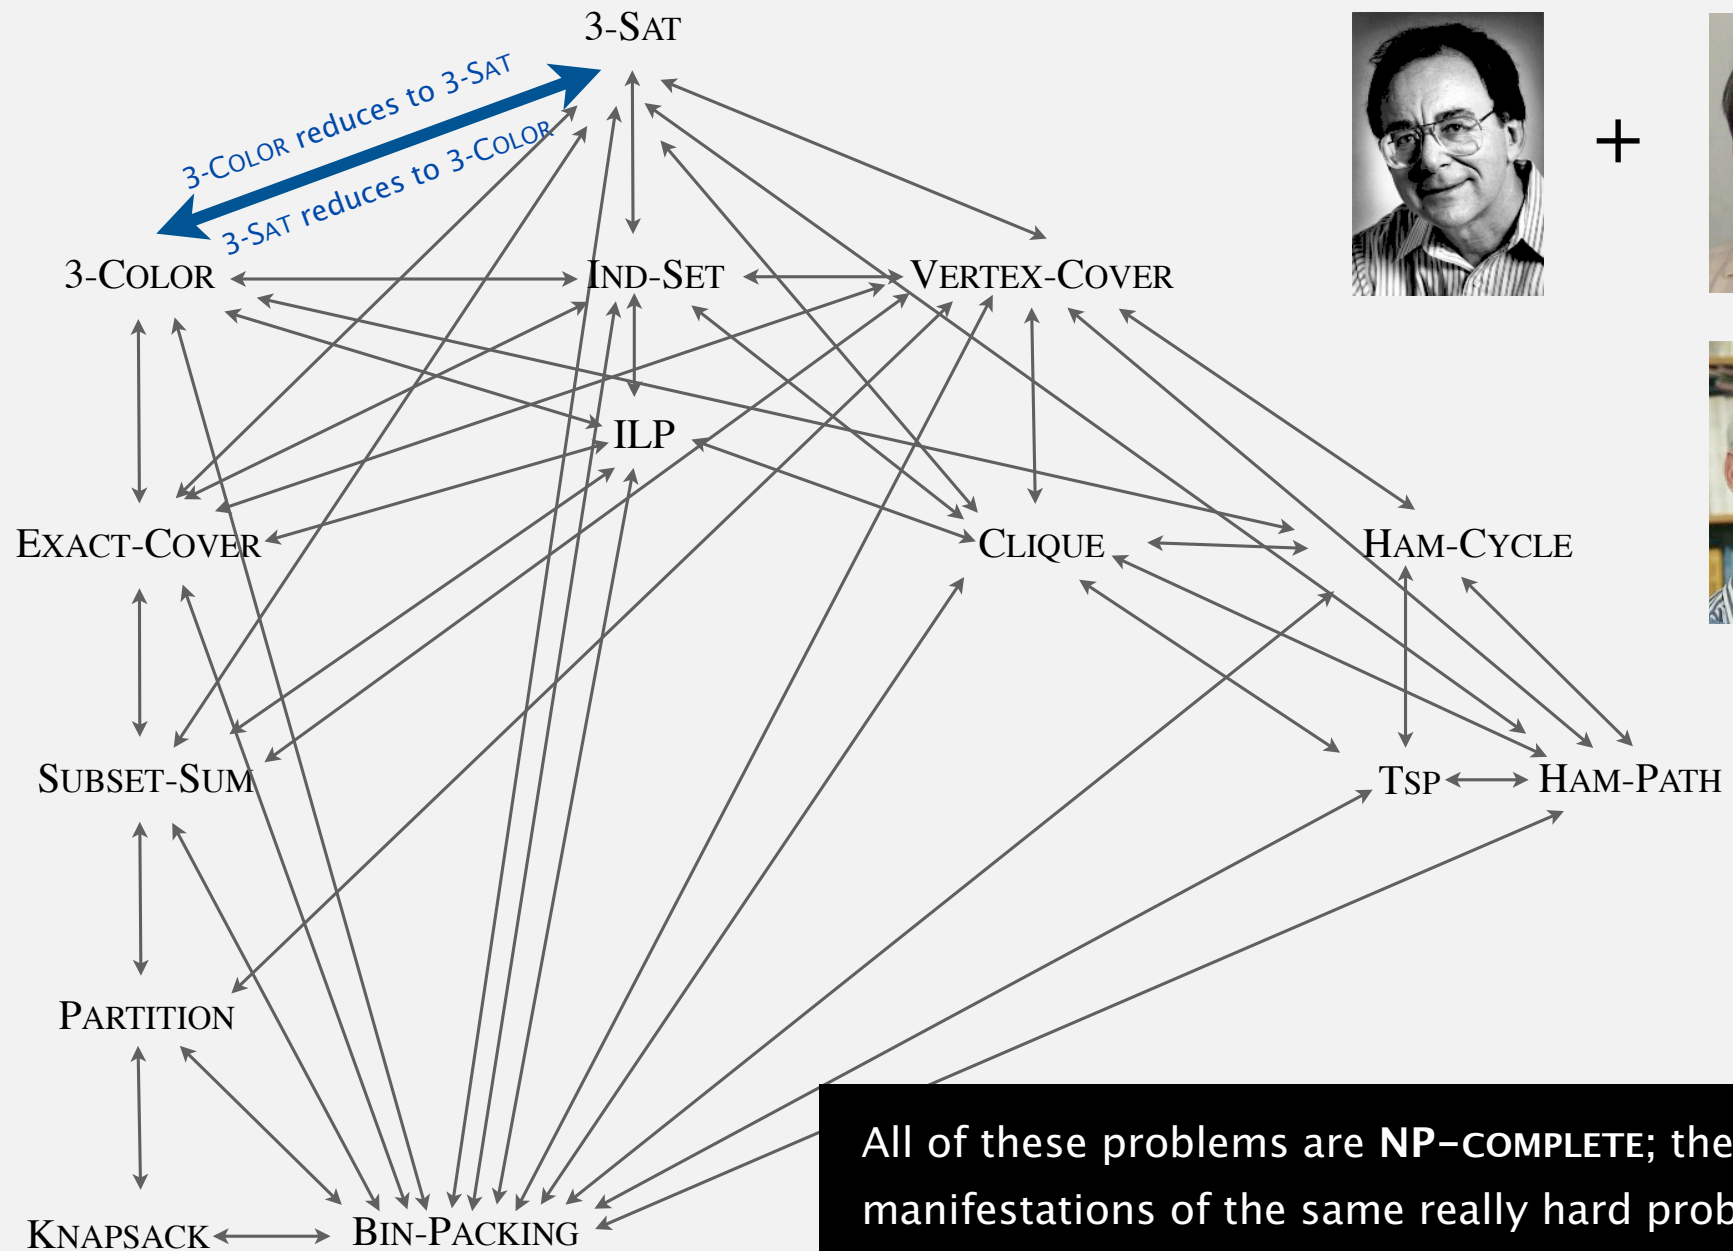 3-SAT
3-COLOR reduces to 3-SAT
3-SAT reduces to 3-COLOR
+
3-COLOR
IND-SET
VERTEX-COVER
ILP
EXACT-COVER
CLIQUE
HAM-CYCLE
SUBSET-SUM
TSP
HAM-PATH
PARTITION
All of these problems are NP-COMPLETE; the
manifestations of the same really hard prob
KNAPSACK
BIN-PACKING